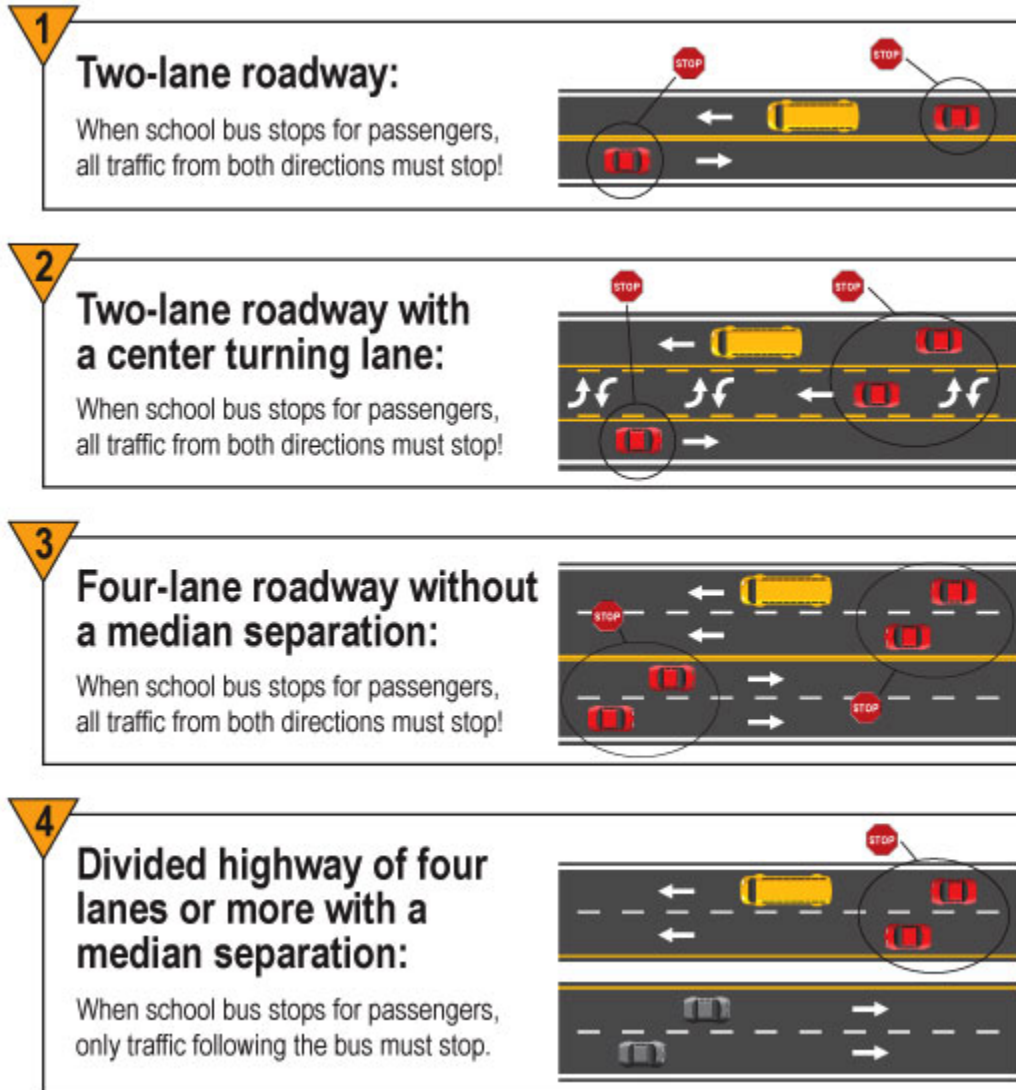 1
Two-lane roadway:
When school bus stops for passengers,
all traffic from both directions must stop!
STOP
STOP
2
Two-lane roadway with
a center turning lane:
When school bus stops for passengers,
all traffic from both directions must stop!
STOP
STOP
3
Four-lane roadway without
a median separation:
When school bus stops for passengers,
all traffic from both directions must stop!
STOP
STOP
4
Divided highway of four
lanes or more with a
median separation:
When school bus stops for passengers,
only traffic following the bus must stop.
STOP